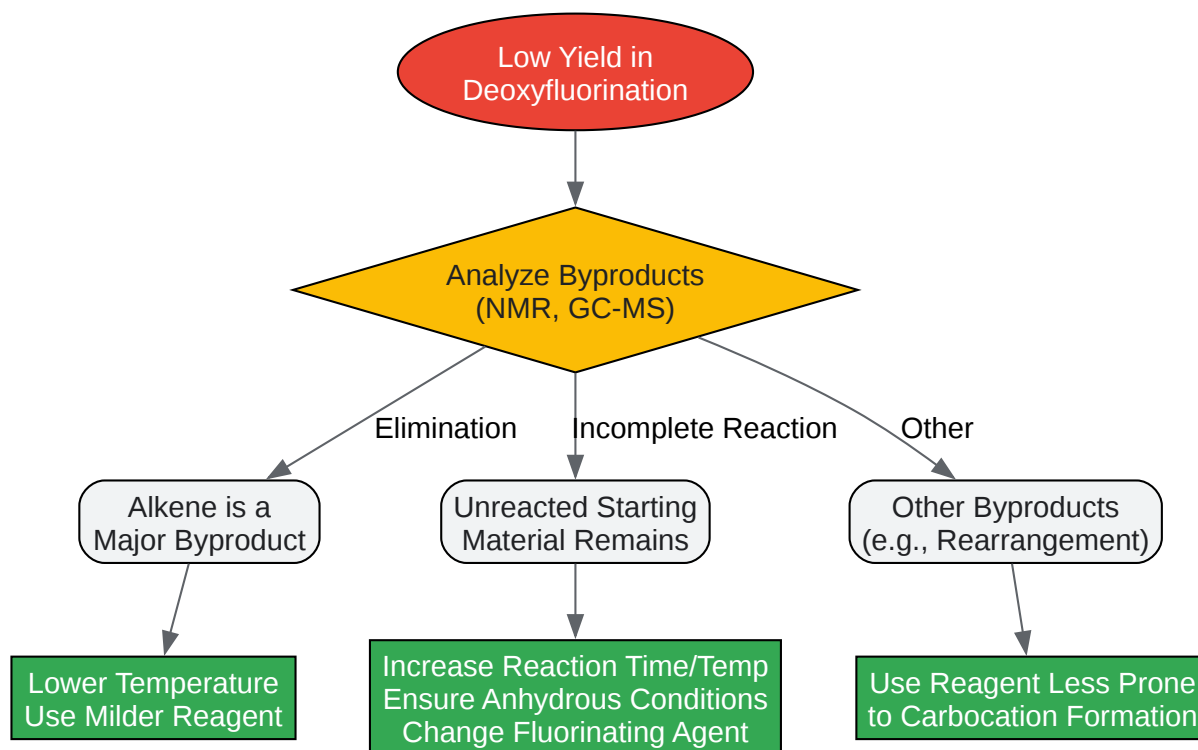 Low Yield in
Deoxyfluorination
Analyze Byproducts
(NMR, GC-MS)
Elimination
Incomplete Reaction
Other
Alkene is a
Major Byproduct
Unreacted Starting
Material Remains
Other Byproducts
(e.g., Rearrangement)
Lower Temperature
Use Milder Reagent
Increase Reaction Time/Temp
Ensure Anhydrous Conditions
Change Fluorinating Agent
Use Reagent Less Prone
to Carbocation Formation